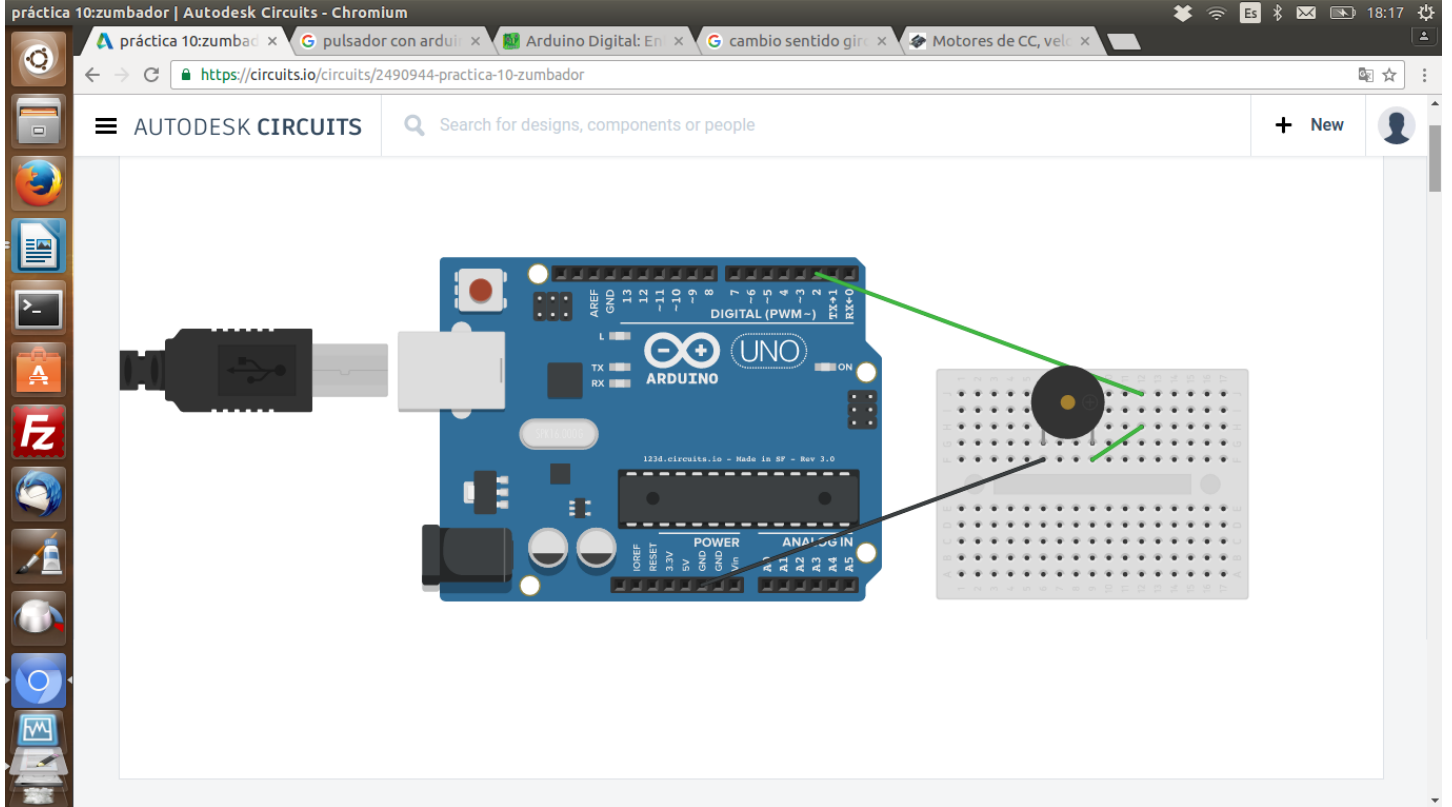 práctica 10:zumbador | Autodesk Circuits - Chromium
Es
18:17
práctica 10:zumbad
pulsador con ardui
Arduino Digital: En
cambio sentido giro
Motores de CC, velo
https://circuits.io/circuits/2490944-practica-10-zumbador
AUTODESK CIRCUITS
Search for designs, components or people
+ New
AREF
GND
13
12
~11
~10
~9
8
7
~6
~5
4
~3
2
TX→1
RX←0
DIGITAL (PWM~)
L
TX
RX
ARDUINO
UNO
ON
123d.circuits.io - Made in SF - Rev 3.0
POWER
ANALOG IN
IOREF
RESET
3.3V
5V
GND
GND
Vin
A0
A1
A2
A3
A4
A5